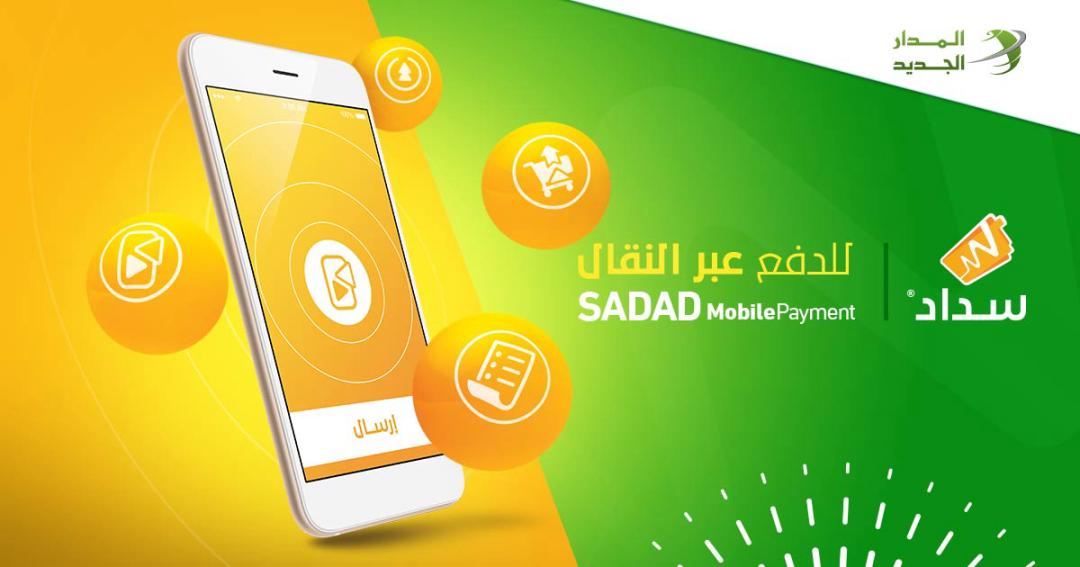 المدار
الجديد
سداد®
للدفع عبر النقال
SADAD MobilePayment
إرسال